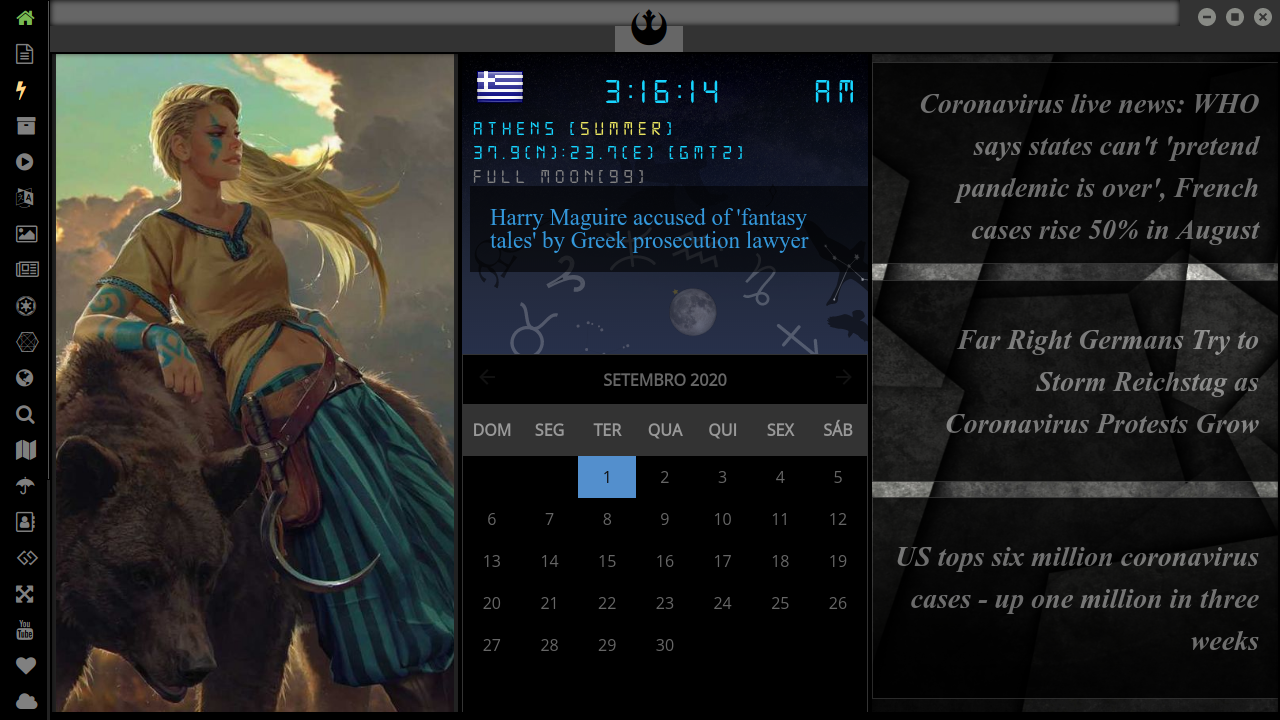 3:16:14 AM
ATHENS (SUMMER)
37.9(N):23.7(E) (GMT2)
FULL MOON(99)
Harry Maguire accused of 'fantasy
tales' by Greek prosecution lawyer
SETEMBRO 2020
DOM SEG TER QUA QUI SEX SÁB
1 2 3 4 5
6 7 8 9 10 11 12
13 14 15 16 17 18 19
20 21 22 23 24 25 26
27 28 29 30
Coronavirus live news: WHO
says states can't 'pretend
pandemic is over', French
cases rise 50% in August
Far Right Germans Try to
Storm Reichstag as
Coronavirus Protests Grow
US tops six million coronavirus
cases - up one million in three
weeks
You
Tube